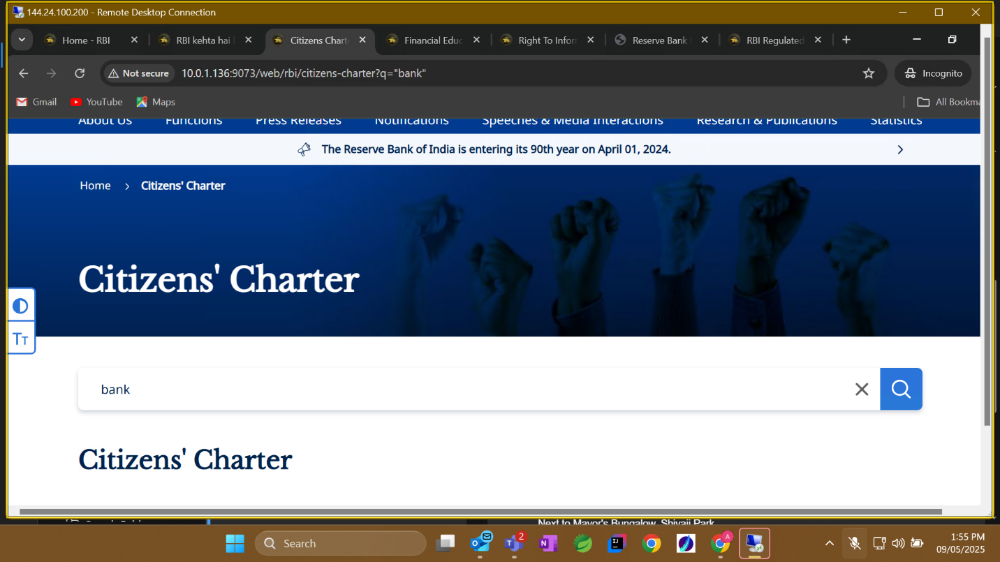 144.24.100.200 - Remote Desktop Connection
Home - RBI
RBI kehta hai
Citizens Chart
Financial Educ
Right To Infor
Reserve Bank
RBI Regulated
Not secure
10.0.1.136:9073/web/rbi/citizens-charter?q="bank"
Incognito
Gmail
YouTube
Maps
All Bookma
About Us
Functions
Press Releases
Notifications
Speeches & Media Interactions
Research & Publications
Statistics
The Reserve Bank of India is entering its 90th year on April 01, 2024.
Home > Citizens' Charter
Citizens' Charter
TT
bank
Citizens' Charter
Next to Mayor's Bungalow, Shivaji Park
Search
2
N
IJ
A
1:55 PM
09/05/2025